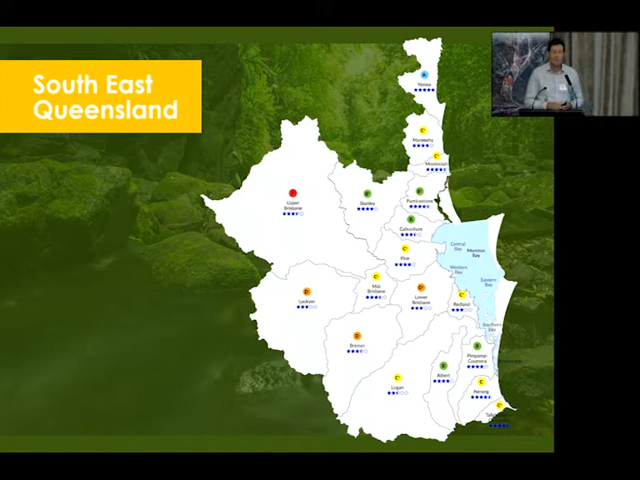 South East
Queensland
Noosa
Maroochy
Mooloolah
Upper
Brisbane
Stanley
Pumicestone
Caboolture
Pine
Central
Bay
Moreton
Bay
Western
Bay
Eastern
Bay
Lockyer
Mid
Brisbane
Lower
Brisbane
Redland
Southern
Bay
Bremer
Pimpama-
Coomera
Albert
Logan
Nerang